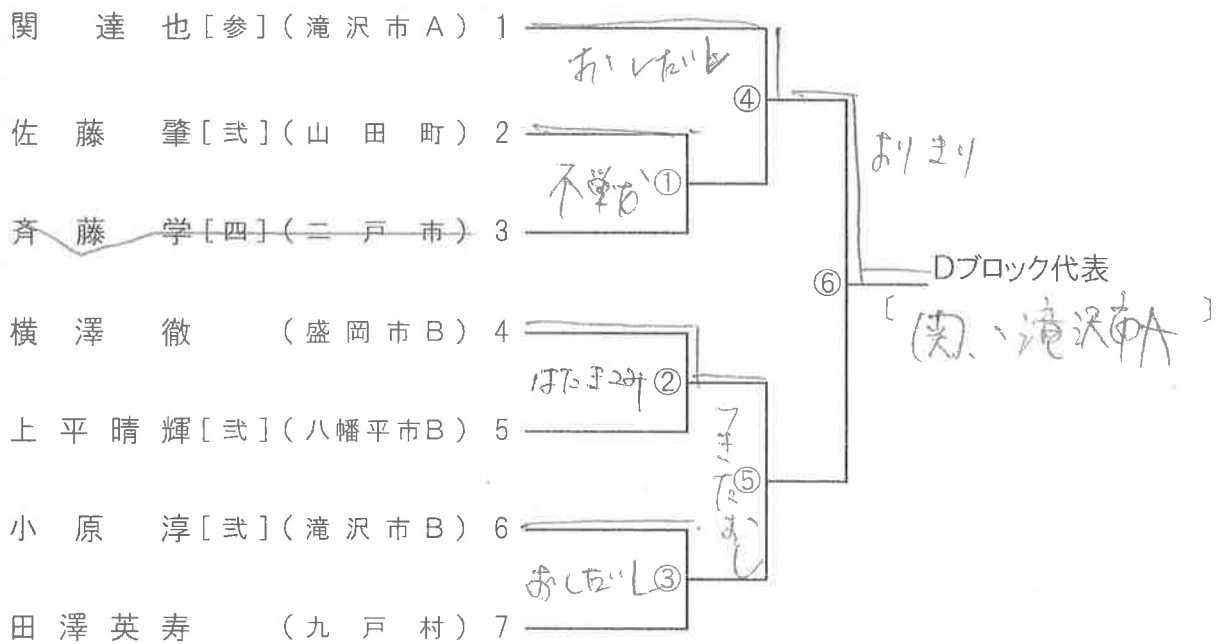 関達也[参](滝沢市A) 1
おしだし
④
佐藤肇[弐](山田町) 2
よりきり
不戦 ①
斉藤学[四](二戸市) 3
Dブロック代表
⑥
[関、滝沢市A]
横澤徹(盛岡市B) 4
はたきこみ ②
上平晴輝[弐](八幡平市B) 5
つきたおし
⑤
小原淳[弐](滝沢市B) 6
おしだし ③
田澤英寿(九戸村) 7